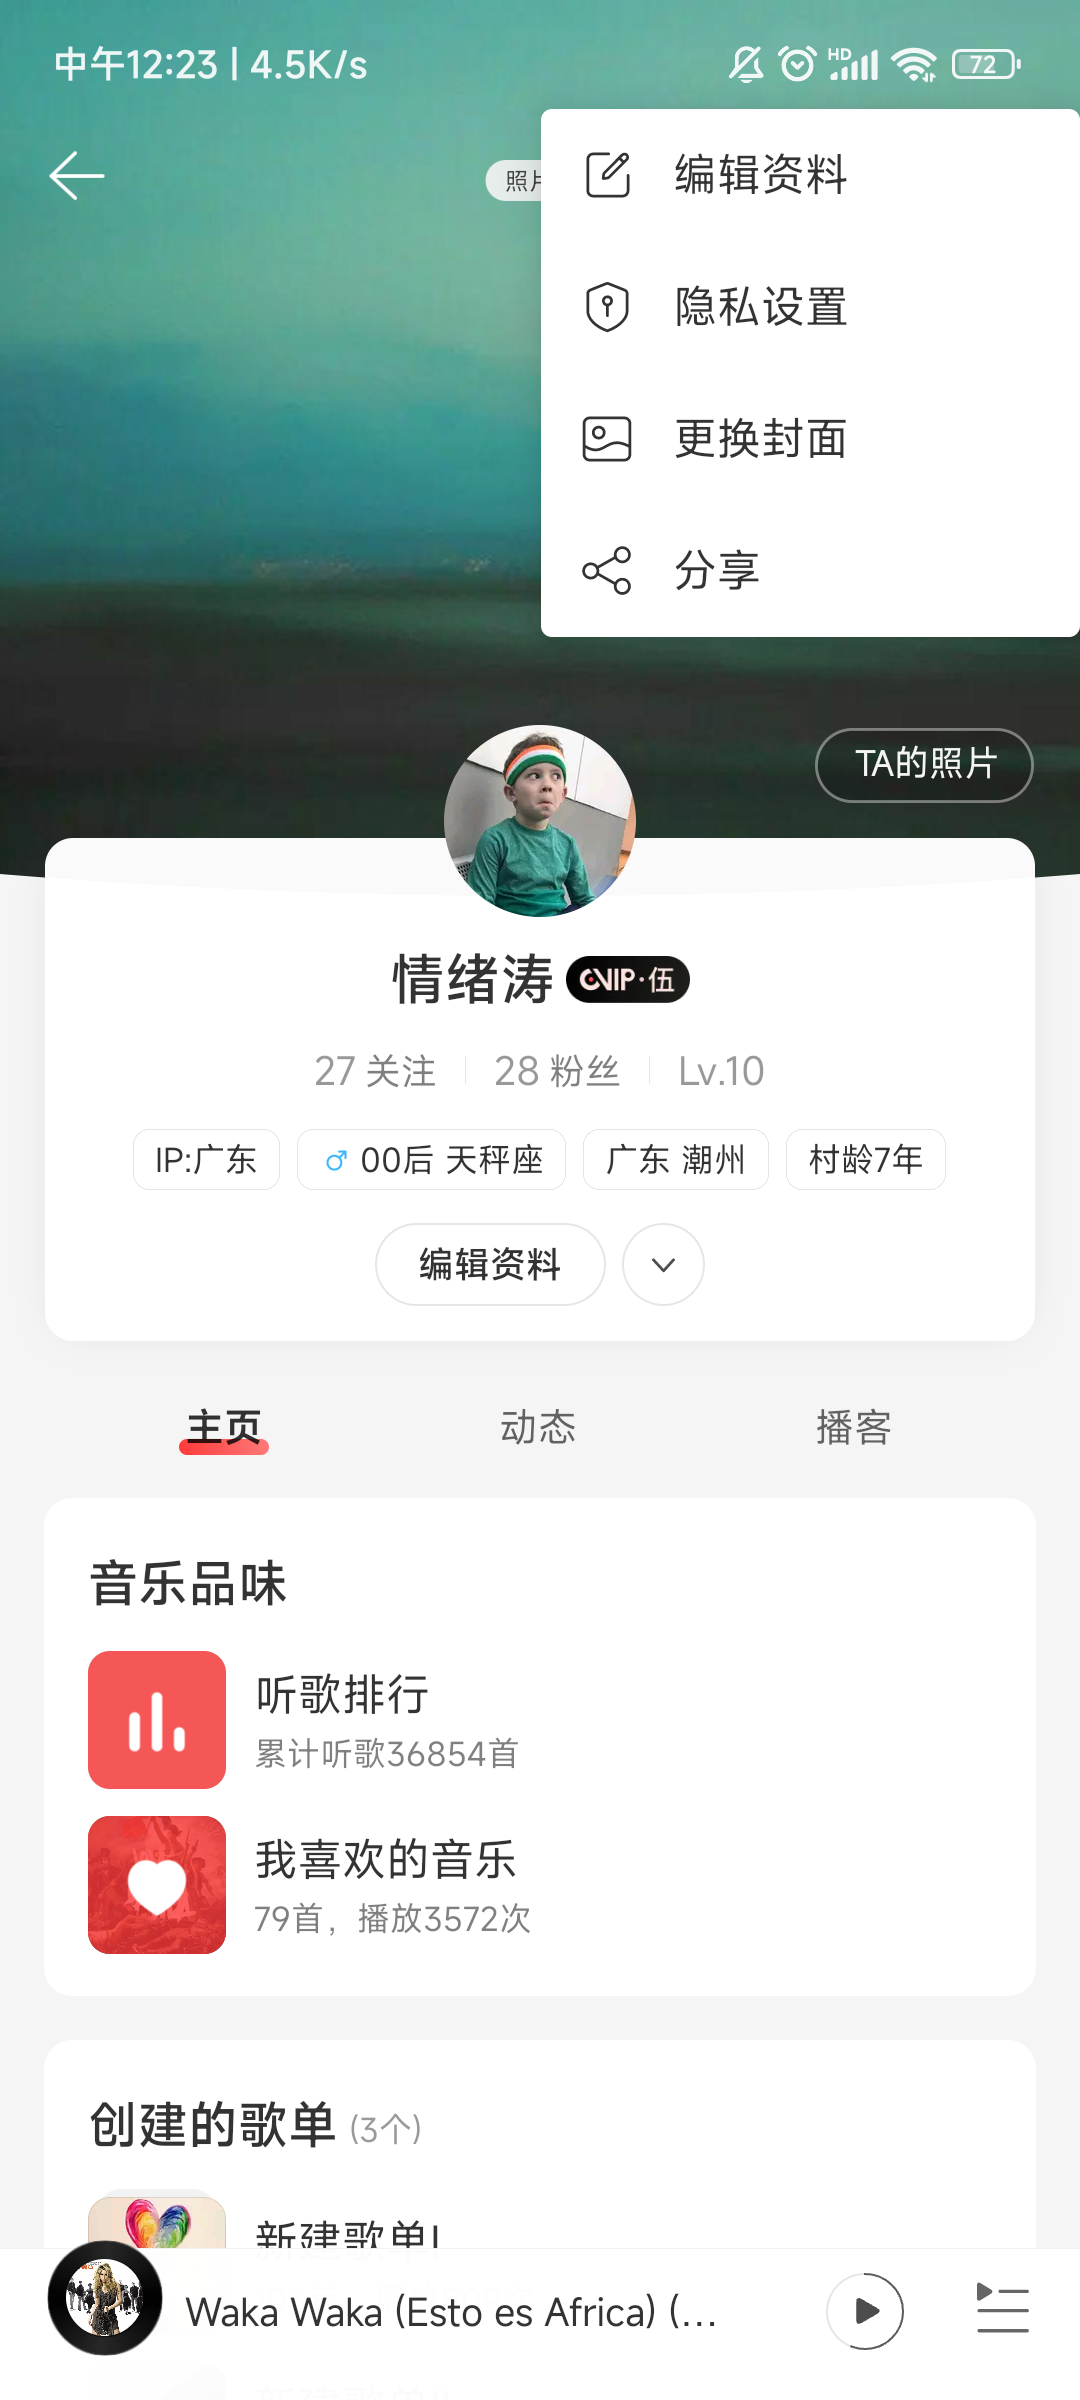 中午12:23 | 4.5K/s
HD
72
照片
编辑资料
隐私设置
更换封面
分享
TA的照片
情绪涛 CVIP·伍
27 关注 28 粉丝 Lv.10
IP:广东 ♂ 00后 天秤座 广东 潮州 村龄7年
编辑资料
主页 动态 播客
音乐品味
听歌排行
累计听歌36854首
我喜欢的音乐
79首，播放3572次
创建的歌单 (3个)
新建歌单!
Waka Waka (Esto es Africa) (...